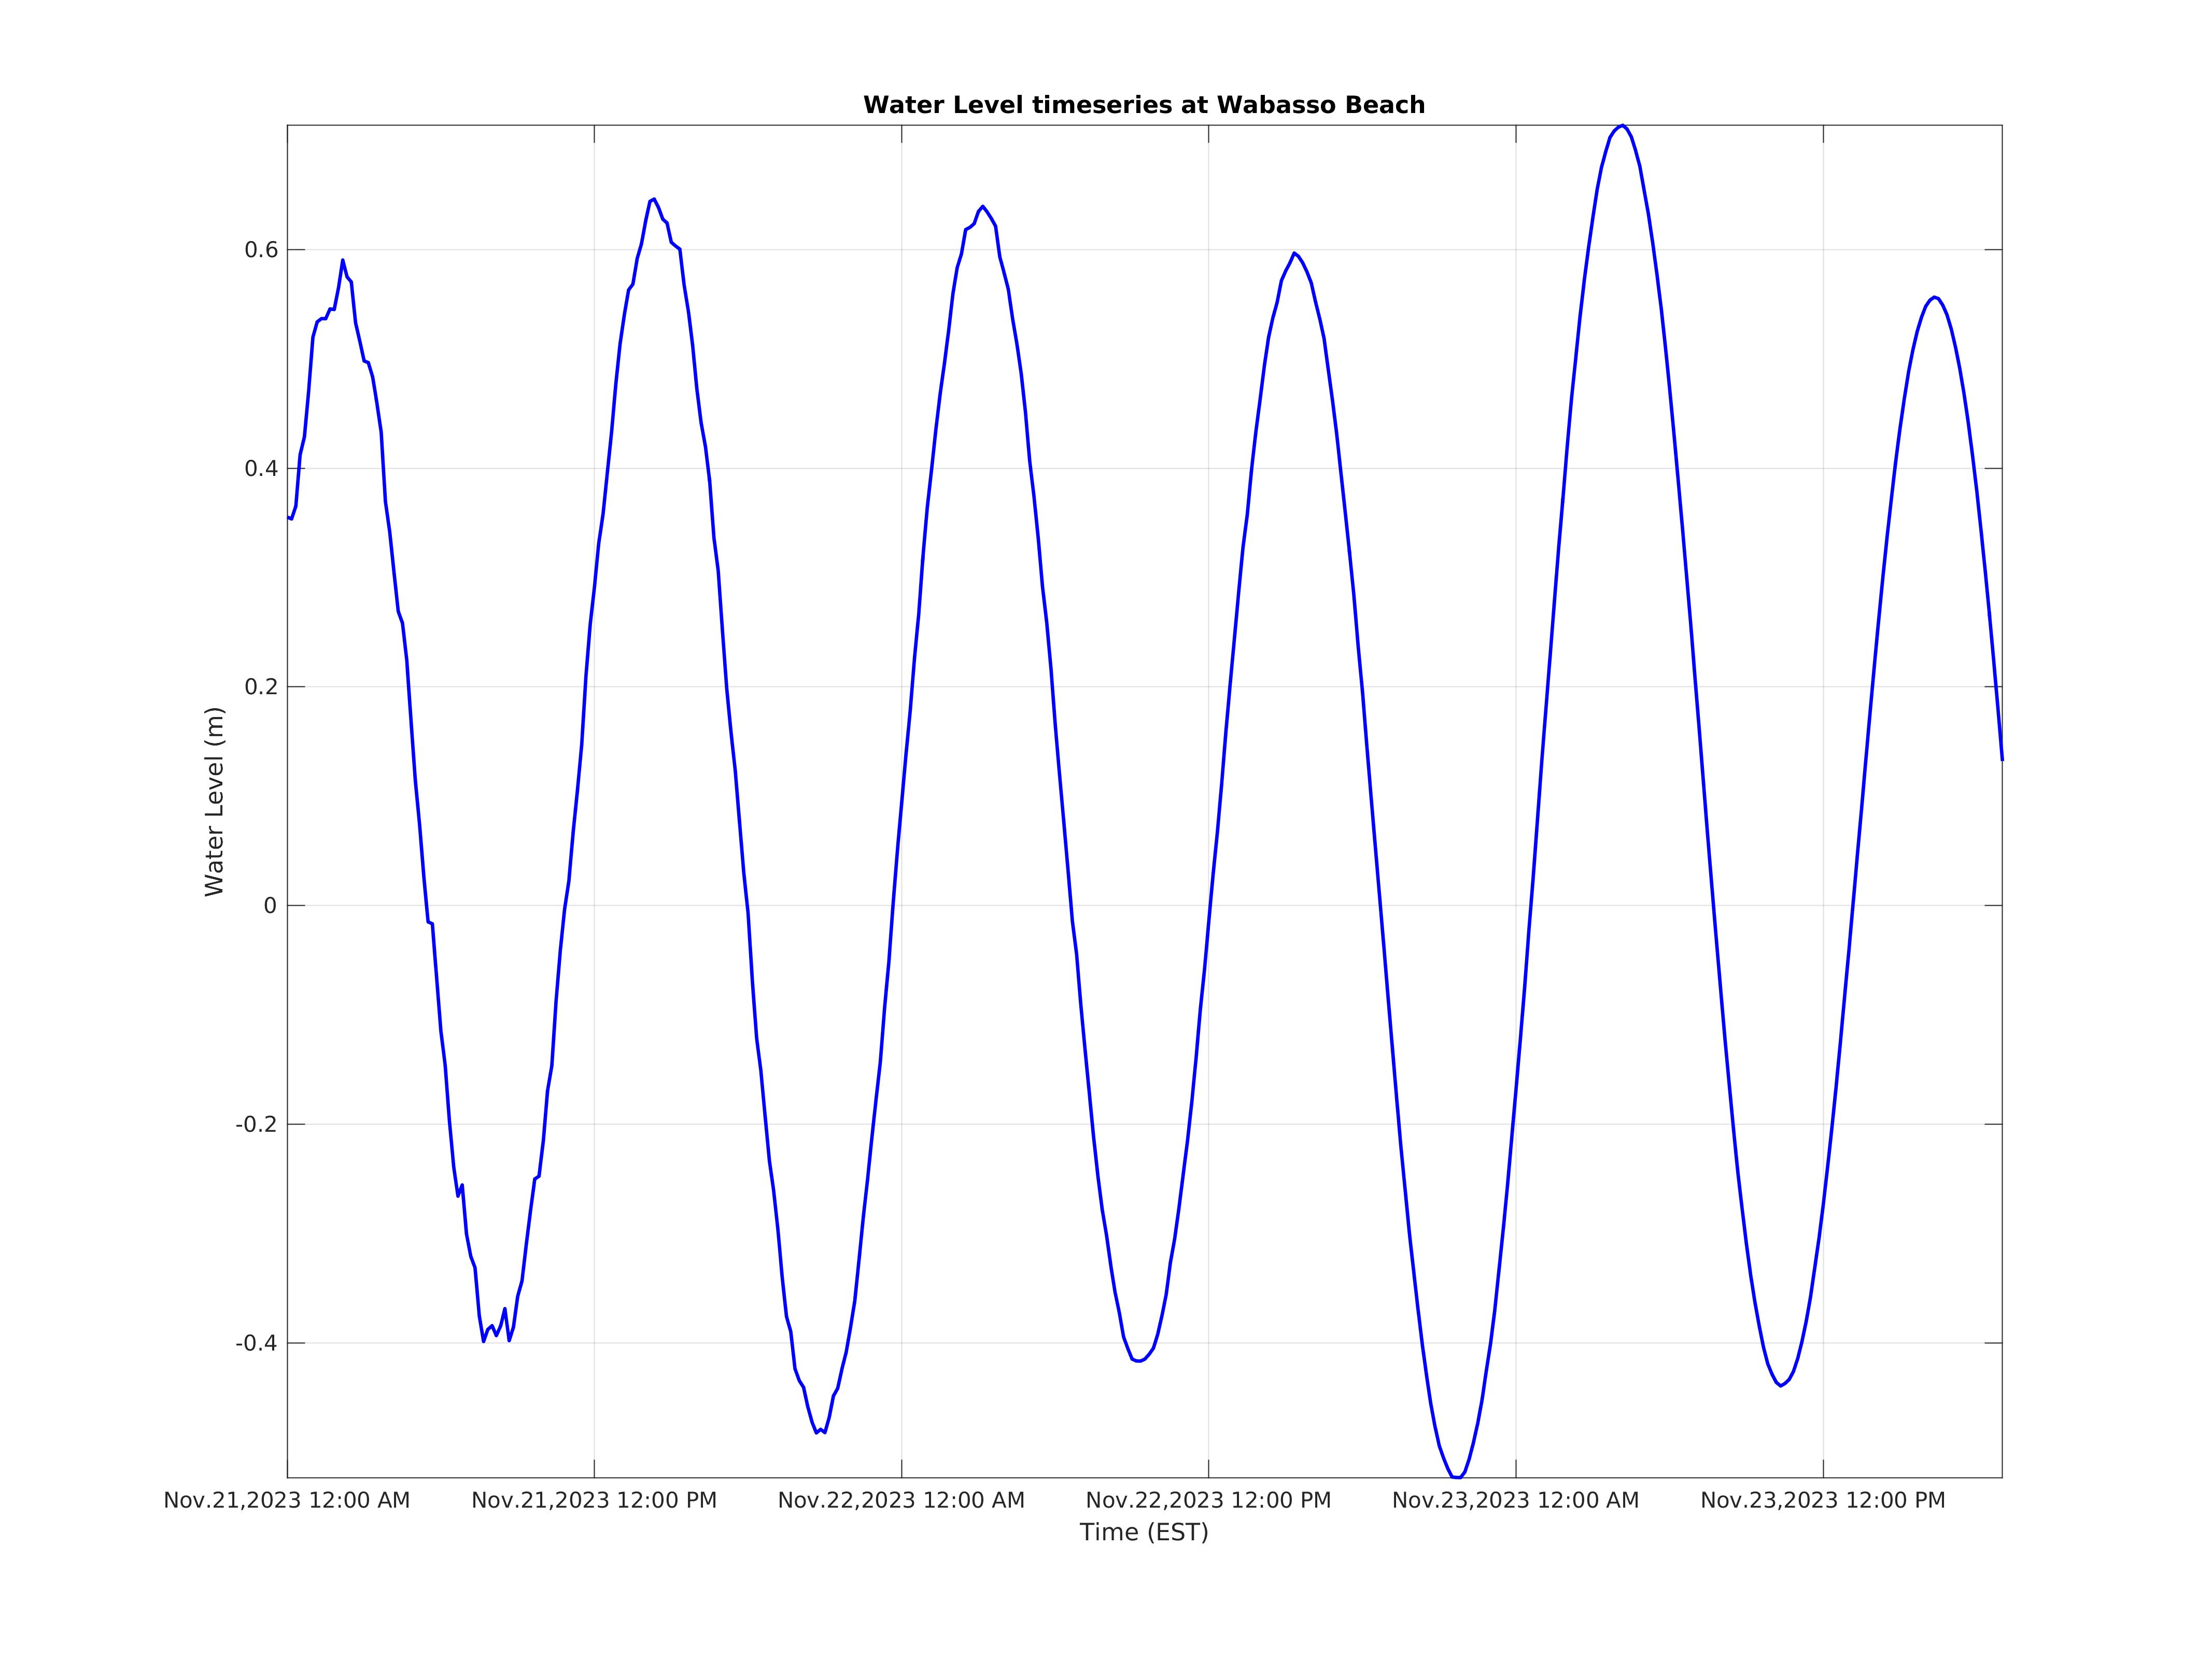 Water Level timeseries at Wabasso Beach
0.6
0.4
0.2
0
-0.2
-0.4
Water Level (m)
Nov.21,2023 12:00 AM Nov.21,2023 12:00 PM Nov.22,2023 12:00 AM Nov.22,2023 12:00 PM Nov.23,2023 12:00 AM Nov.23,2023 12:00 PM
Time (EST)